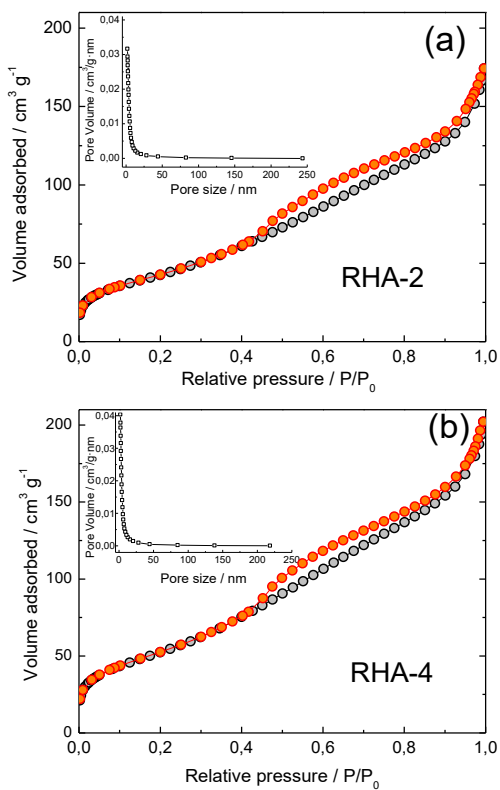 (a)
0,04
0,03
0,02
0,01
0,00
Pore Volume / cm³/g·nm
0 50 100 150 200 250
Pore size / nm
200
150
100
50
0
Volume adsorbed / cm³ g⁻¹
RHA-2
0,0 0,2 0,4 0,6 0,8 1,0
Relative pressure / P/P₀
(b)
0,04
0,03
0,02
0,01
0,00
Pore Volume / cm³/g·nm
0 50 100 150 200 250
Pore size / nm
200
150
100
50
0
Volume adsorbed / cm³ g⁻¹
RHA-4
0,0 0,2 0,4 0,6 0,8 1,0
Relative pressure / P/P₀